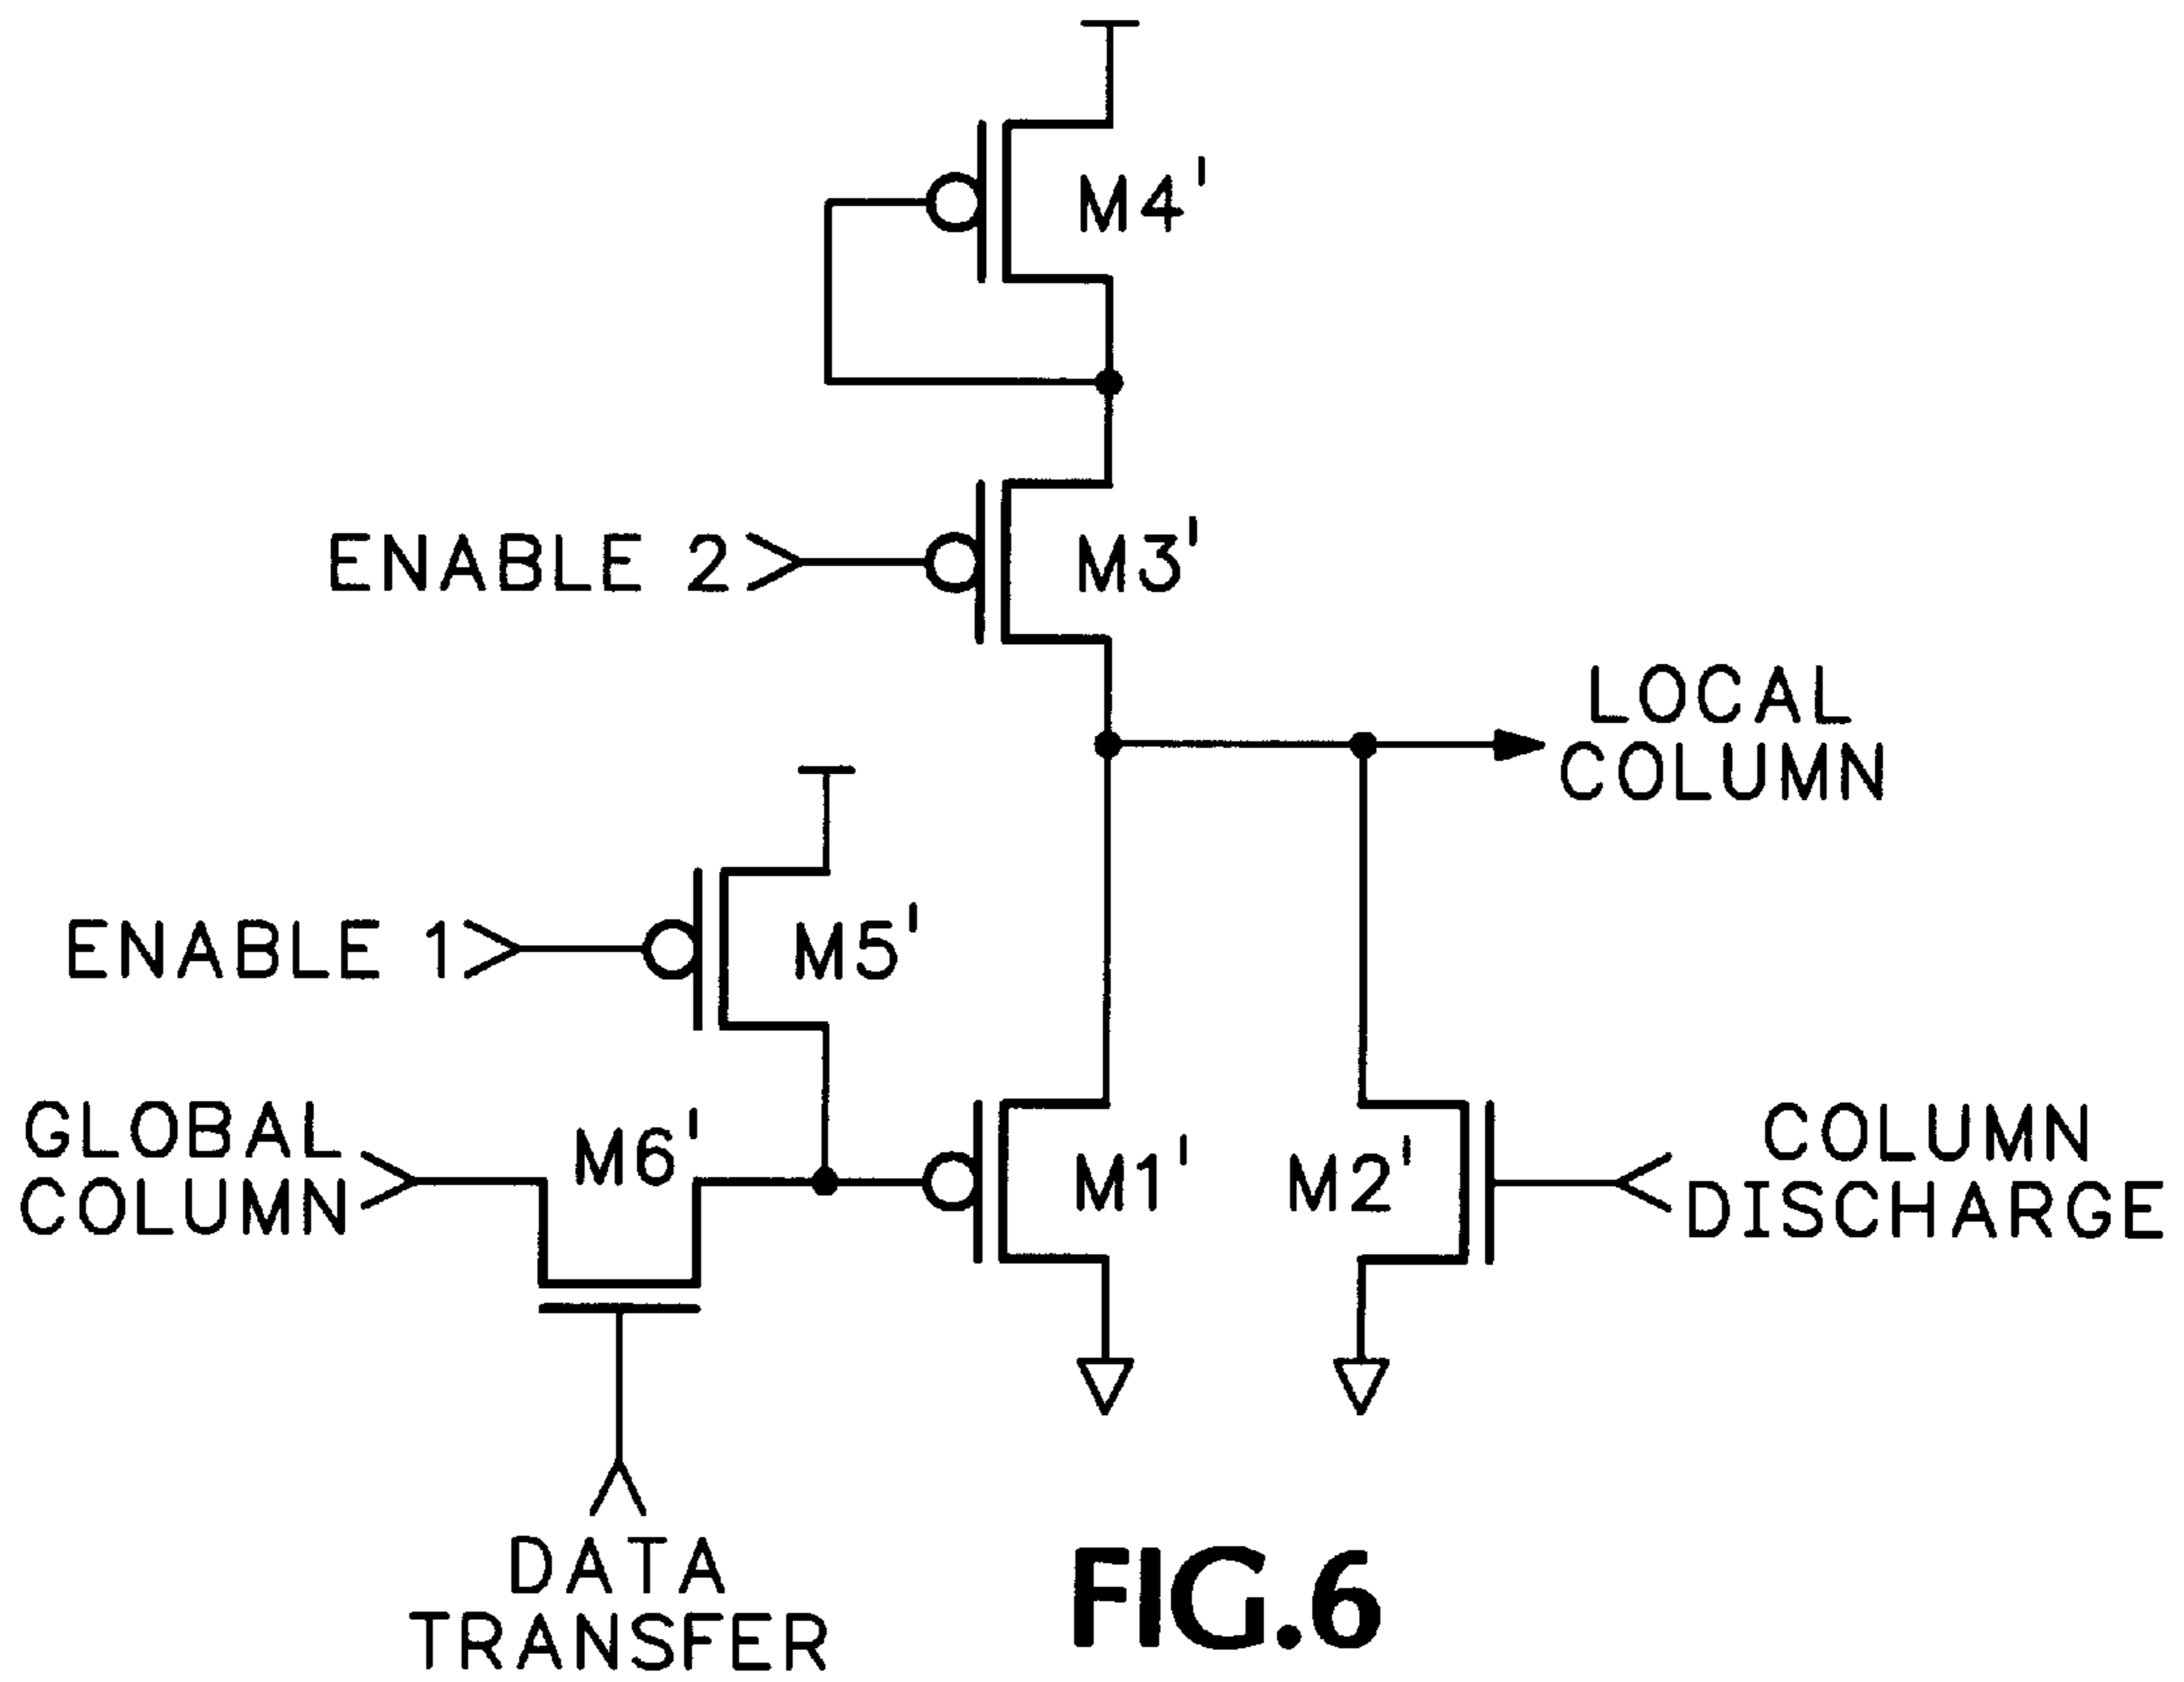 M4'
ENABLE 2
M3'
LOCAL
COLUMN
ENABLE 1
M5'
GLOBAL
COLUMN
M6'
M1'
M2'
COLUMN
DISCHARGE
DATA
TRANSFER
FIG.6